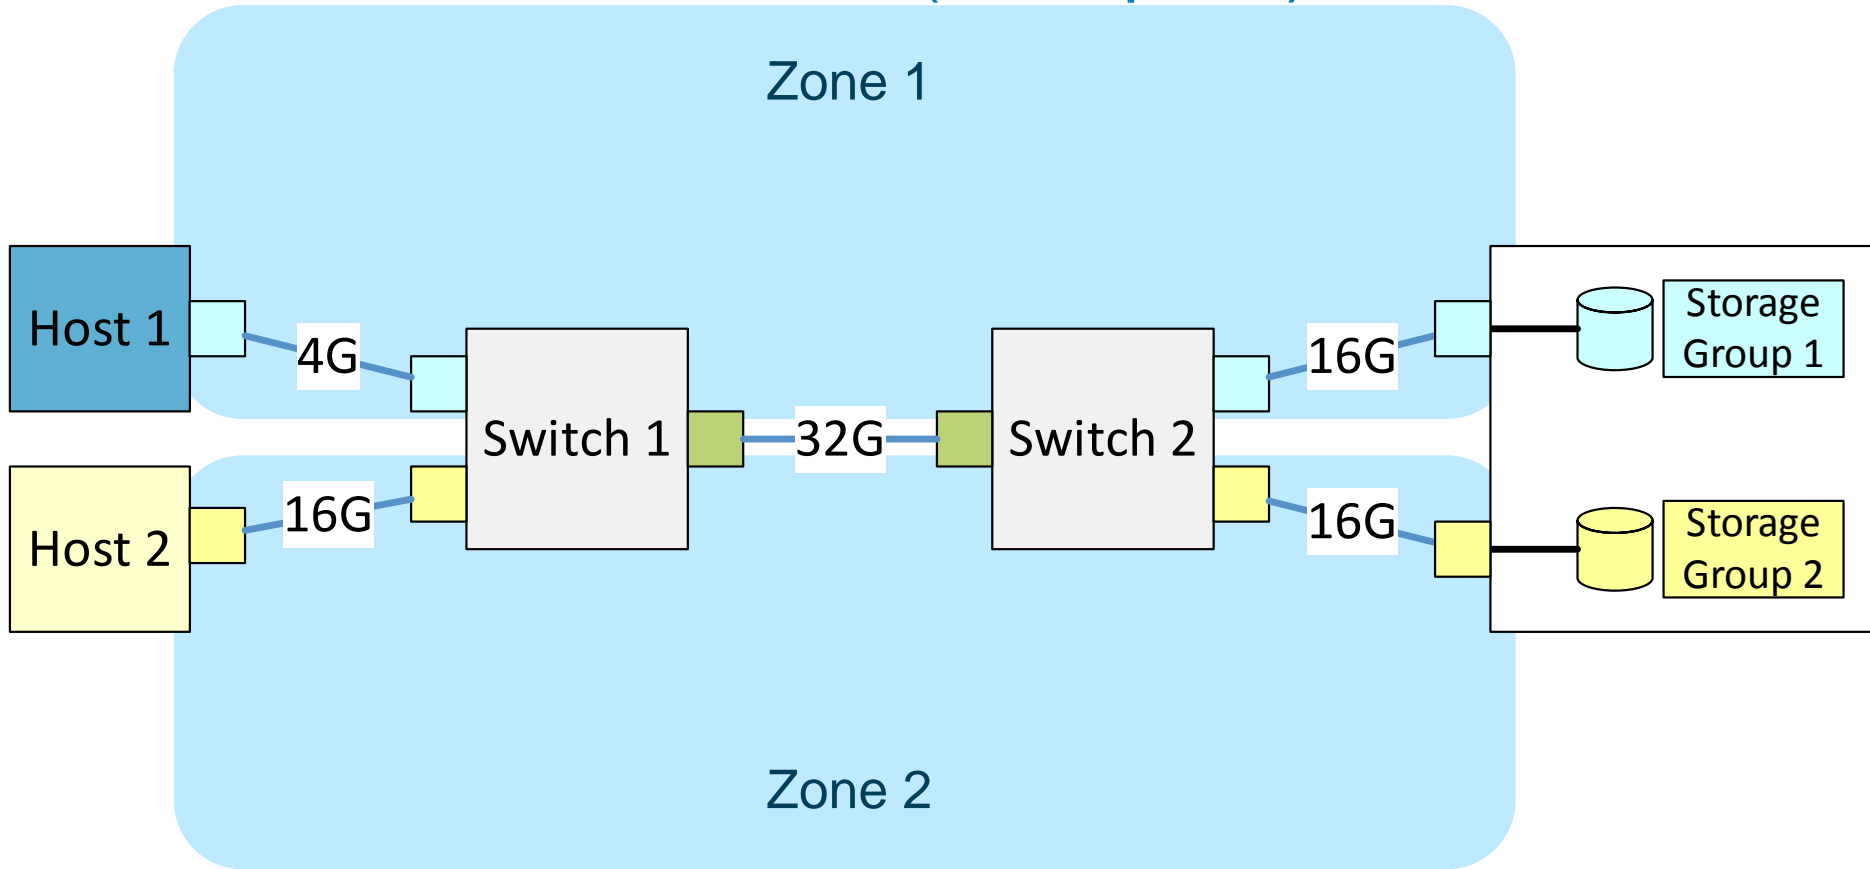 Zone 1
Host 1
4G
16G
Storage
Group 1
Switch 1
32G
Switch 2
Host 2
16G
16G
Storage
Group 2
Zone 2